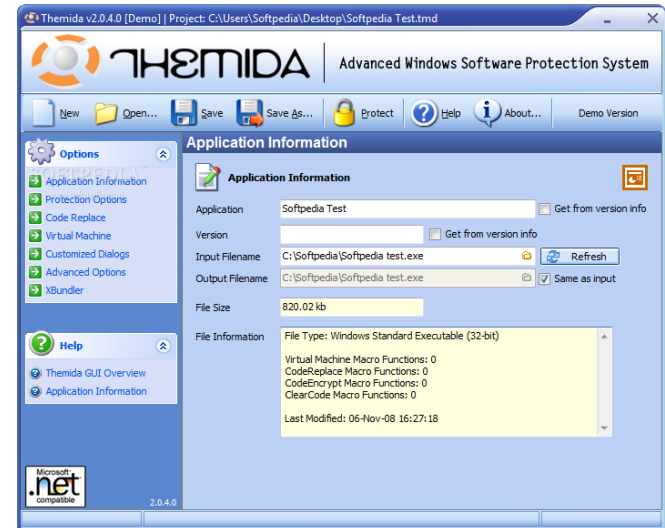 Themida v2.0.4.0 [Demo] | Project: C:\Users\Softpedia\Desktop\Softpedia Test.tmd
THEMIDA
Advanced Windows Software Protection System
New
Open...
Save
Save As...
Protect
Help
About...
Demo Version
Options
SOFTPEDIA
Application Information
Protection Options
Code Replace
Virtual Machine
Customized Dialogs
Advanced Options
XBundler
Help
Themida GUI Overview
Application Information
Microsoft
.net
compatible
2.0.4.0
Application Information
Application Information
Application
Softpedia Test
Get from version info
Version
Get from version info
Input Filename
C:\Softpedia\Softpedia test.exe
Refresh
Output Filename
C:\Softpedia\Softpedia test.exe
Same as input
File Size
820.02 kb
File Information
File Type: Windows Standard Executable (32-bit)
Virtual Machine Macro Functions: 0
CodeReplace Macro Functions: 0
CodeEncrypt Macro Functions: 0
ClearCode Macro Functions: 0
Last Modified: 06-Nov-08 16:27:18